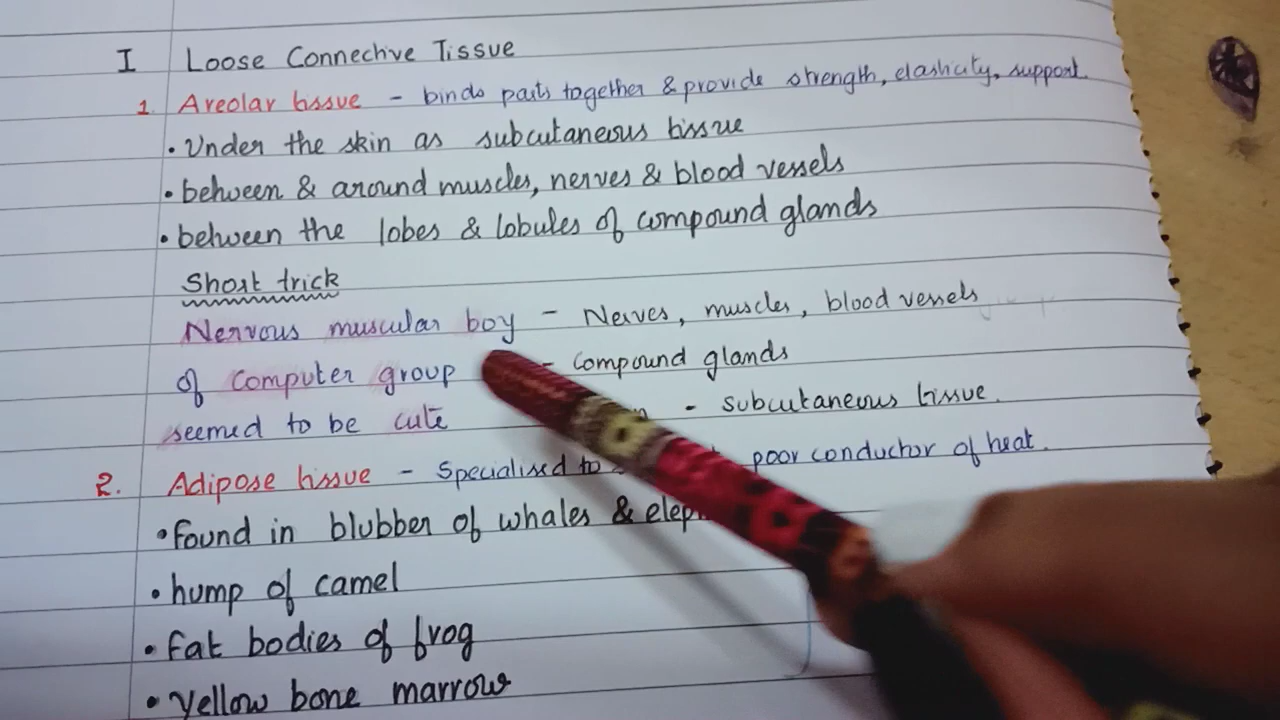 I Loose Connective Tissue
1. Areolar tissue - binds parts together & provide strength, elasticity, support.
• Under the skin as subcutaneous tissue
• between & around muscles, nerves & blood vessels
• between the lobes & lobules of compound glands
Short trick
Nervous muscular boy - Nerves, muscles, blood vessels
of computer group - compound glands
seemed to be cute - subcutaneous tissue.
2. Adipose tissue - Specialised to poor conductor of heat.
• found in blubber of whales &
• hump of camel
• Fat bodies of frog
• Yellow bone marrow